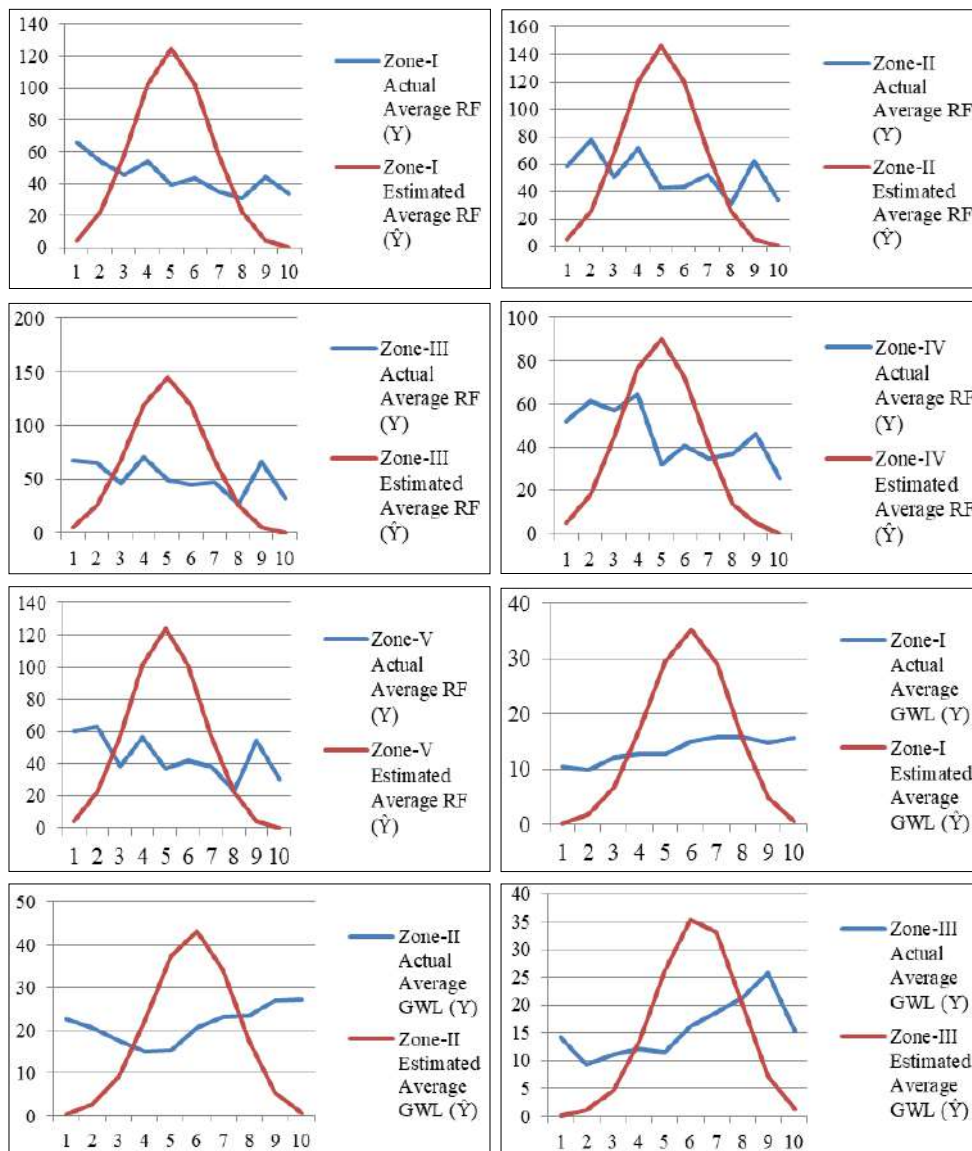 140
120
100
80
60
40
20
0
1 2 3 4 5 6 7 8 9 10
Zone-I
Actual
Average RF
(Y)
Zone-I
Estimated
Average RF
(Ŷ)
160
140
120
100
80
60
40
20
0
1 2 3 4 5 6 7 8 9 10
Zone-II
Actual
Average RF
(Y)
Zone-II
Estimated
Average RF
(Ŷ)
200
150
100
50
0
1 2 3 4 5 6 7 8 9 10
Zone-III
Actual
Average RF
(Y)
Zone-III
Estimated
Average RF
(Ŷ)
100
80
60
40
20
0
1 2 3 4 5 6 7 8 9 10
Zone-IV
Actual
Average RF
(Y)
Zone-IV
Estimated
Average RF
(Ŷ)
140
120
100
80
60
40
20
0
1 2 3 4 5 6 7 8 9 10
Zone-V
Actual
Average RF
(Y)
Zone-V
Estimated
Average RF
(Ŷ)
40
30
20
10
0
1 2 3 4 5 6 7 8 9 10
Zone-I
Actual
Average
GWL (Y)
Zone-I
Estimated
Average
GWL (Ŷ)
50
40
30
20
10
0
1 2 3 4 5 6 7 8 9 10
Zone-II
Actual
Average
GWL (Y)
Zone-II
Estimated
Average
GWL (Ŷ)
40
35
30
25
20
15
10
5
0
1 2 3 4 5 6 7 8 9 10
Zone-III
Actual
Average
GWL (Y)
Zone-III
Estimated
Average
GWL (Ŷ)